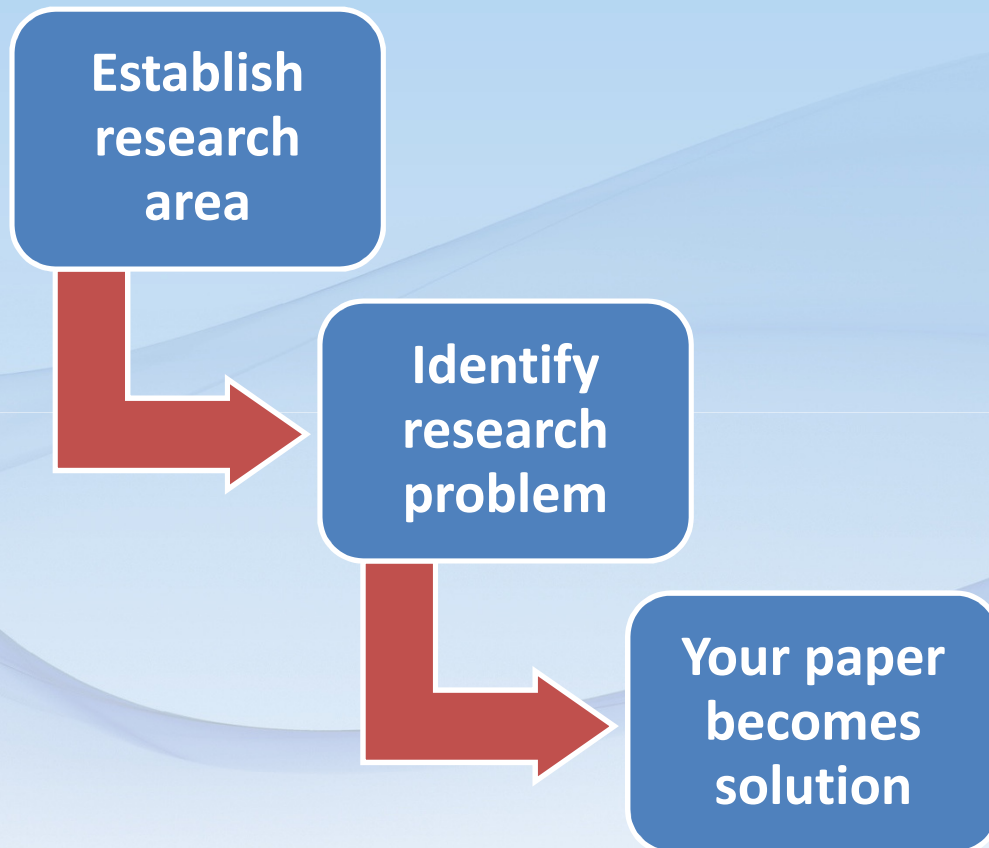 Establish
research
area
Identify
research
problem
Your paper
becomes
solution